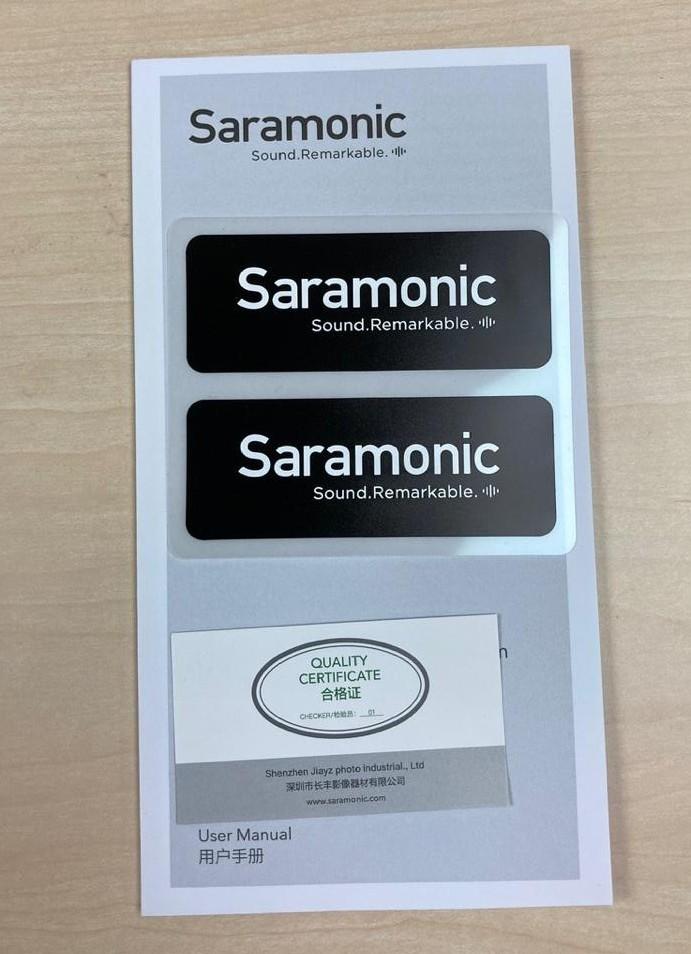 Saramonic
Sound.Remarkable.
Saramonic
Sound.Remarkable.
Saramonic
Sound.Remarkable.
QUALITY
CERTIFICATE
合格证
CHECKER/检验员: 01
Shenzhen Jiayz photo industrial., Ltd
深圳市长丰影像器材有限公司
www.saramonic.com
User Manual
用户手册